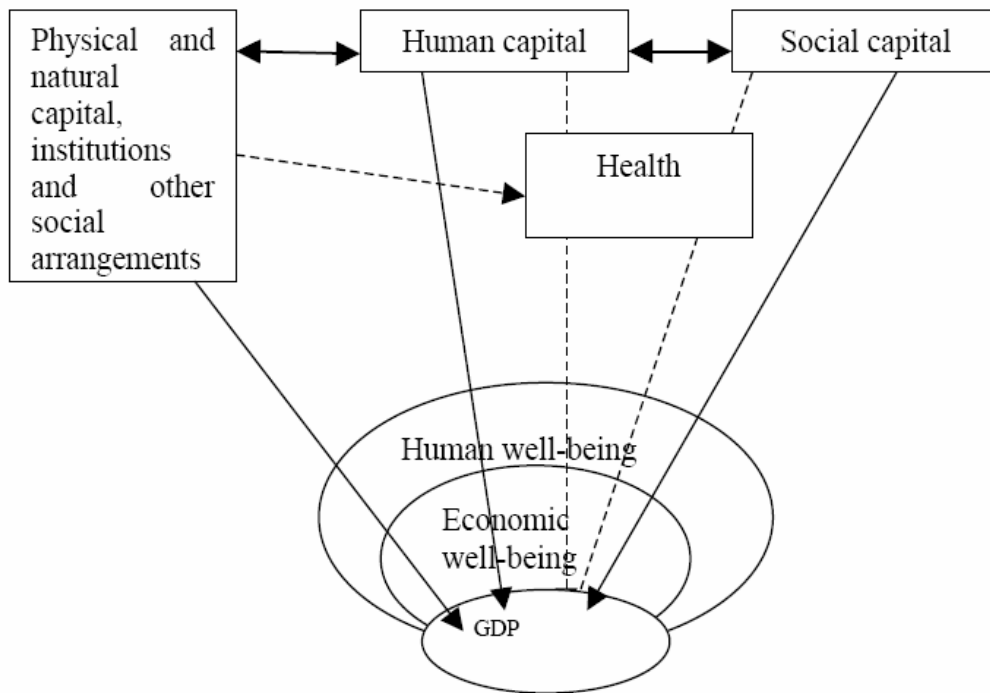 Physical and
natural
capital,
institutions
and other
social
arrangements
Human capital
Social capital
Health
Human well-being
Economic
well-being
GDP